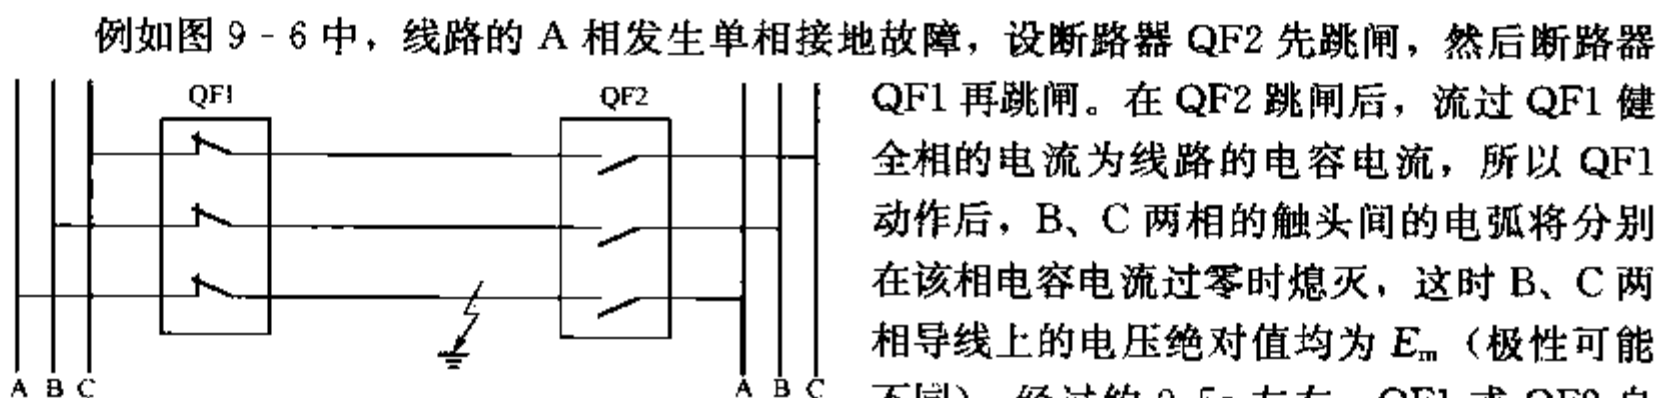 例如图 9-6 中，线路的 A 相发生单相接地故障，设断路器 QF2 先跳闸，然后断路器
QF1 再跳闸。在 QF2 跳闸后，流过 QF1 健
全相的电流为线路的电容电流，所以 QF1
动作后，B、C 两相的触头间的电弧将分别
在该相电容电流过零时熄灭，这时 B、C 两
相导线上的电压绝对值均为 Em（极性可能
QF1
QF2
A B C
A B C